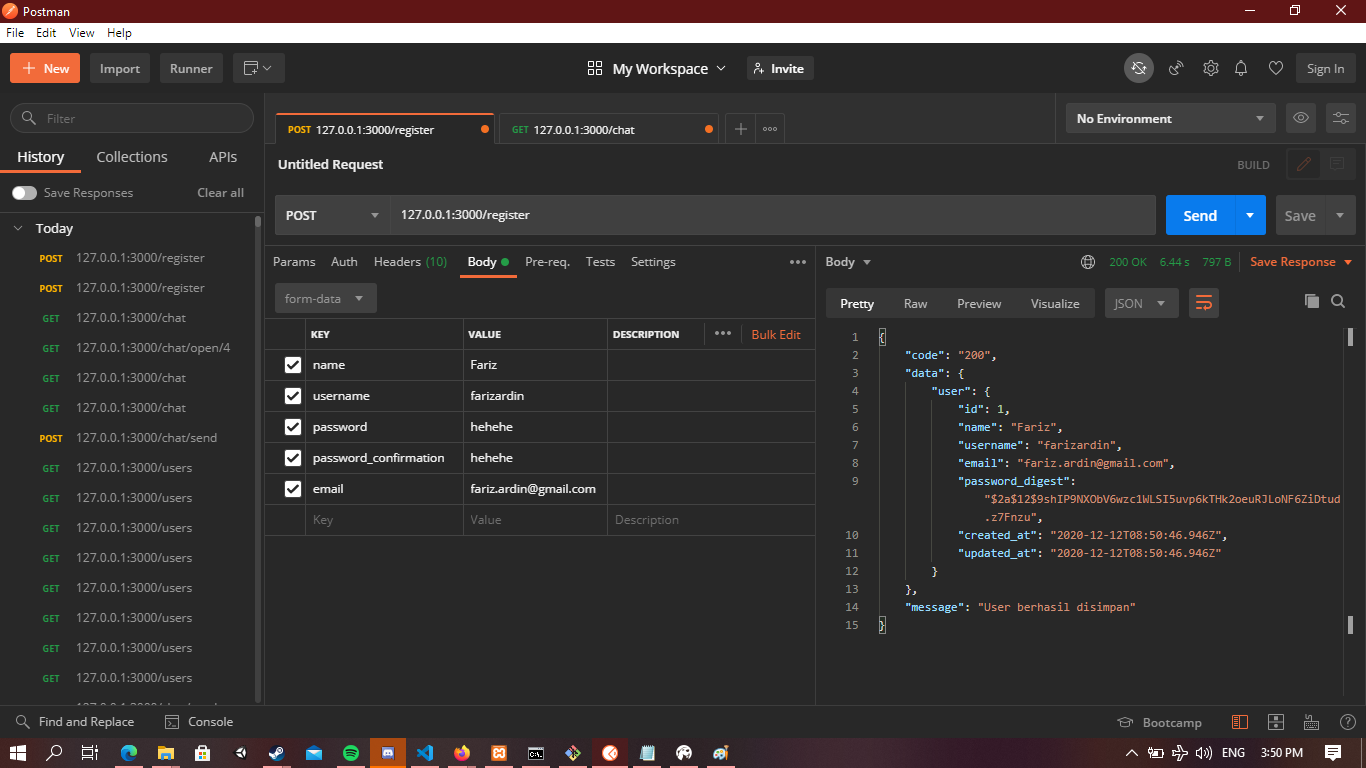 Postman
File Edit View Help
New Import Runner My Workspace Invite Sign In
Filter
History Collections APIs
Save Responses Clear all
Today
POST 127.0.0.1:3000/register
POST 127.0.0.1:3000/register
GET 127.0.0.1:3000/chat
GET 127.0.0.1:3000/chat/open/4
GET 127.0.0.1:3000/chat
GET 127.0.0.1:3000/chat
POST 127.0.0.1:3000/chat/send
GET 127.0.0.1:3000/users
GET 127.0.0.1:3000/users
GET 127.0.0.1:3000/users
GET 127.0.0.1:3000/users
GET 127.0.0.1:3000/users
GET 127.0.0.1:3000/users
GET 127.0.0.1:3000/users
GET 127.0.0.1:3000/users
POST 127.0.0.1:3000/register GET 127.0.0.1:3000/chat No Environment
Untitled Request BUILD
POST 127.0.0.1:3000/register Send Save
Params Auth Headers (10) Body Pre-req. Tests Settings
form-data
KEY VALUE DESCRIPTION Bulk Edit
name Fariz
username farizardin
password hehehe
password_confirmation hehehe
email fariz.ardin@gmail.com
Key Value Description
Body 200 OK 6.44 s 797 B Save Response
Pretty Raw Preview Visualize JSON
1 {
2 "code": "200",
3 "data": {
4 "user": {
5 "id": 1,
6 "name": "Fariz",
7 "username": "farizardin",
8 "email": "fariz.ardin@gmail.com",
9 "password_digest":
"$2a$12$9shIP9NXObV6wzc1WLSI5uvp6kTHk2oeuRJLoNF6ZiDtud
.z7Fnzu",
10 "created_at": "2020-12-12T08:50:46.946Z",
11 "updated_at": "2020-12-12T08:50:46.946Z"
12 }
13 },
14 "message": "User berhasil disimpan"
15 }
Find and Replace Console Bootcamp
ENG 3:50 PM